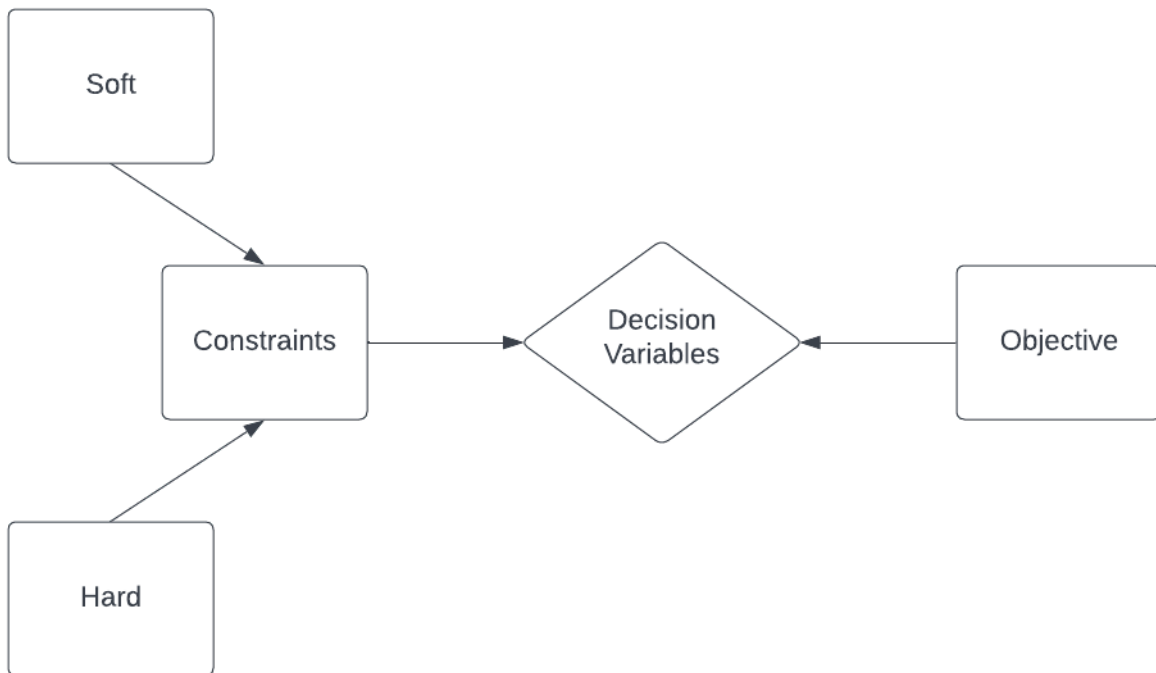 Soft
Constraints
Decision
Variables
Objective
Hard